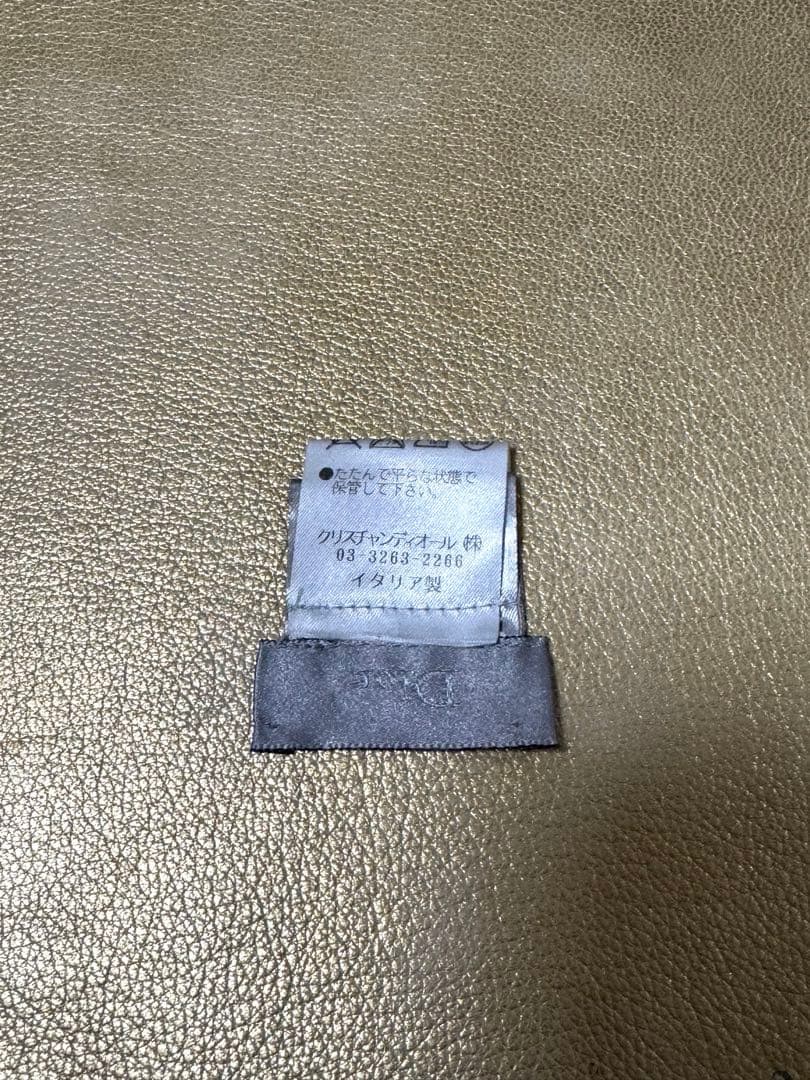 ●たたんで平らな状態で
保管して下さい。
クリスチャンディオール㈱
03-3263-2266
イタリア製
Dior